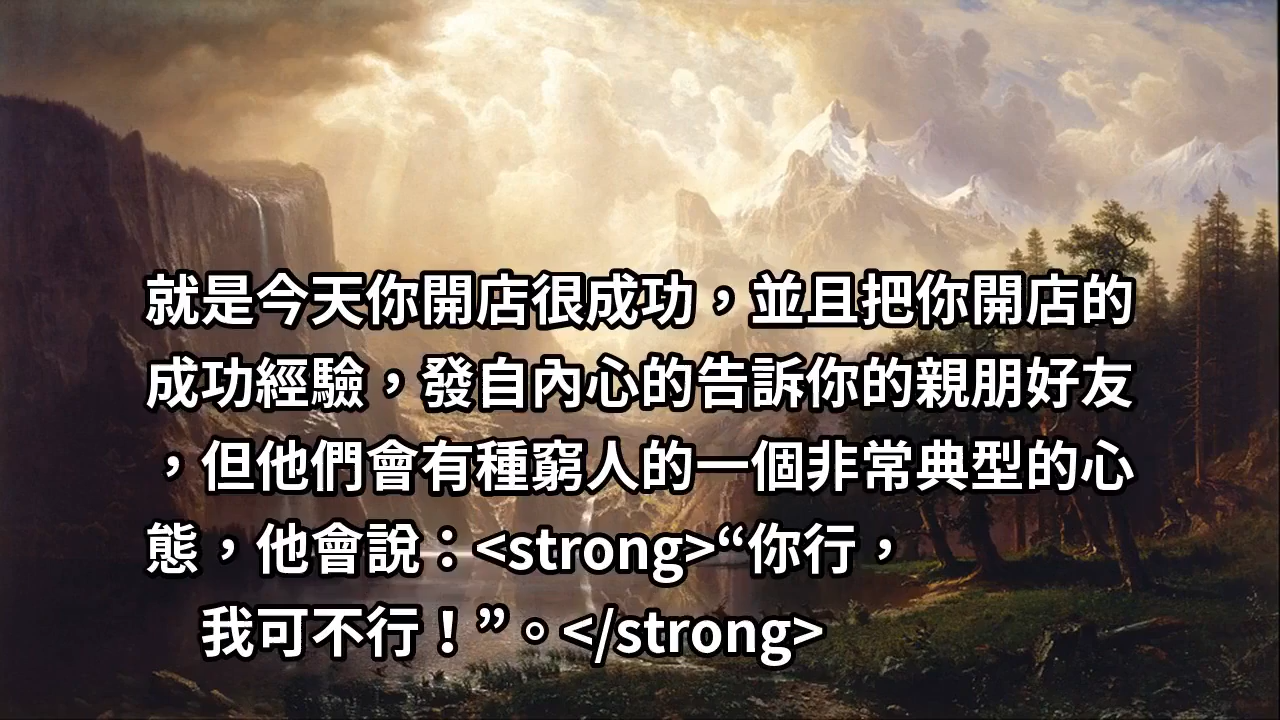 就是今天你開店很成功，並且把你開店的
成功經驗，發自內心的告訴你的親朋好友
，但他們會有種窮人的一個非常典型的心
態，他會說：<strong>“你行，
我可不行！”。</strong>